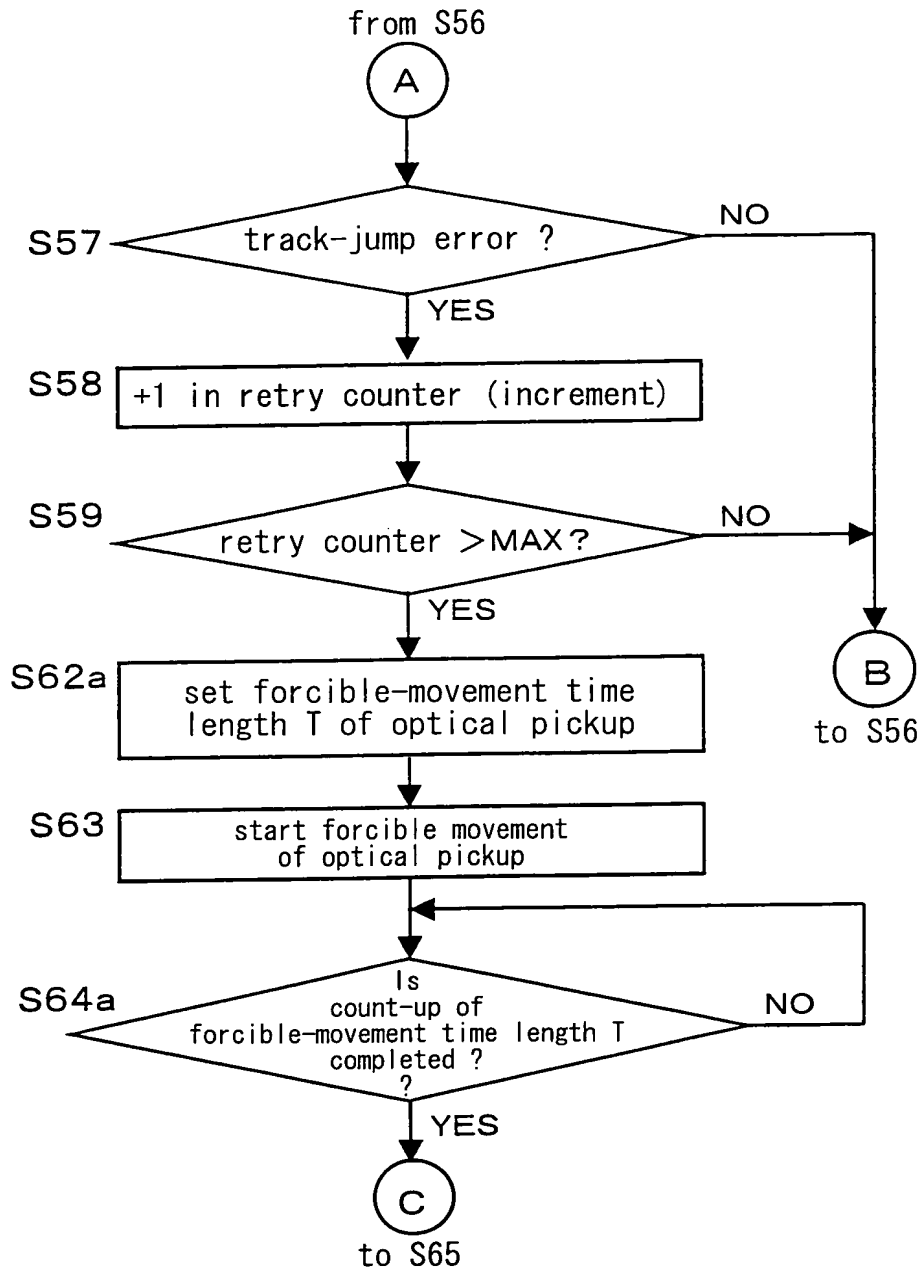 from S56
A
S57
track-jump error ?
NO
YES
S58
+1 in retry counter (increment)
S59
retry counter >MAX?
NO
YES
S62a
set forcible-movement time
length T of optical pickup
B
to S56
S63
start forcible movement
of optical pickup
S64a
Is
count-up of
forcible-movement time length T
completed ?
?
NO
YES
C
to S65